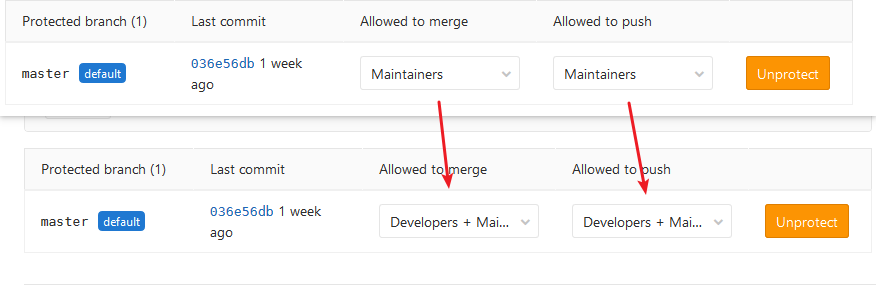 Protected branch (1) Last commit Allowed to merge Allowed to push
master default 036e56db 1 week ago Maintainers Maintainers Unprotect
Protected branch (1) Last commit Allowed to merge Allowed to push
master default 036e56db 1 week ago Developers + Mai... Developers + Mai... Unprotect